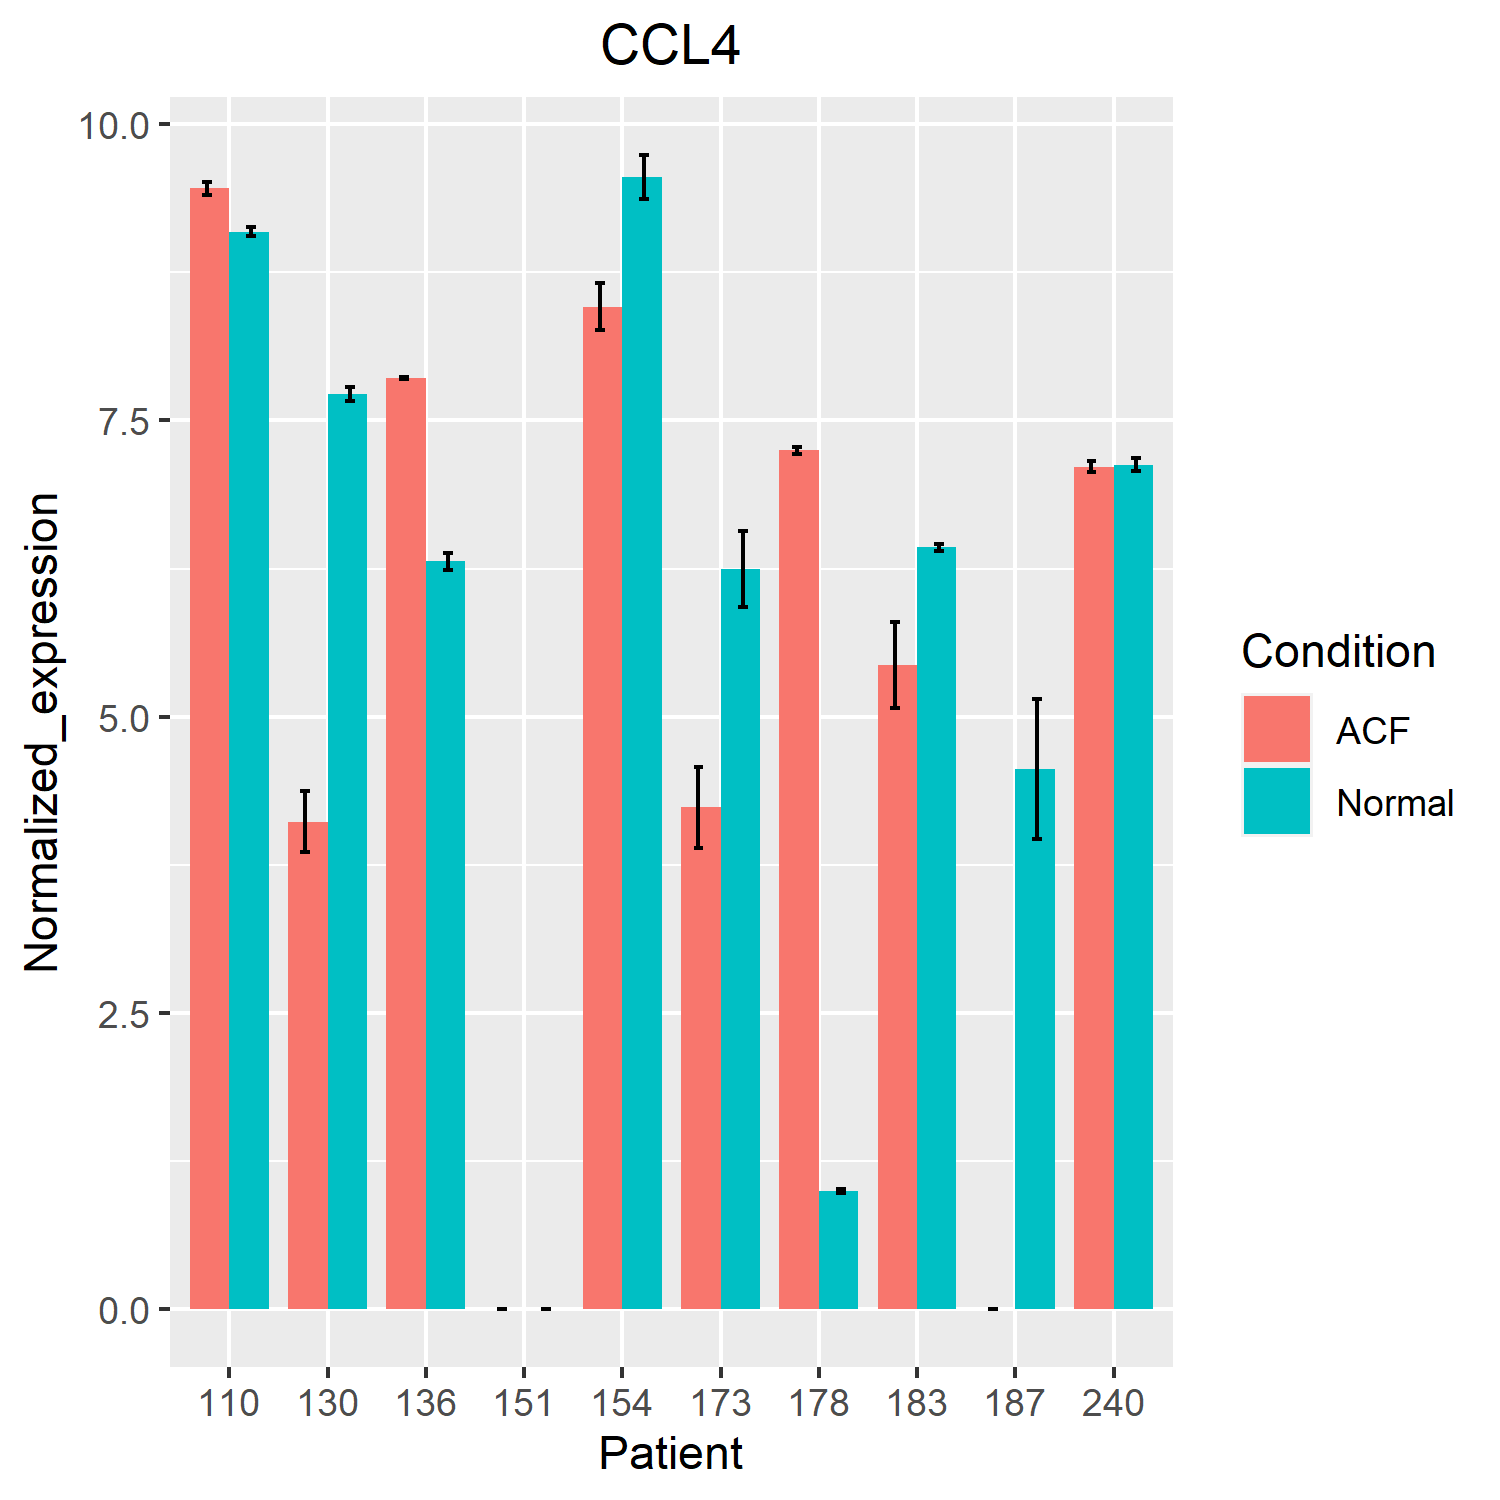 CCL4
10.0
7.5
5.0
2.5
0.0
Normalized_expression
110 130 136 151 154 173 178 183 187 240
Patient
Condition
ACF
Normal